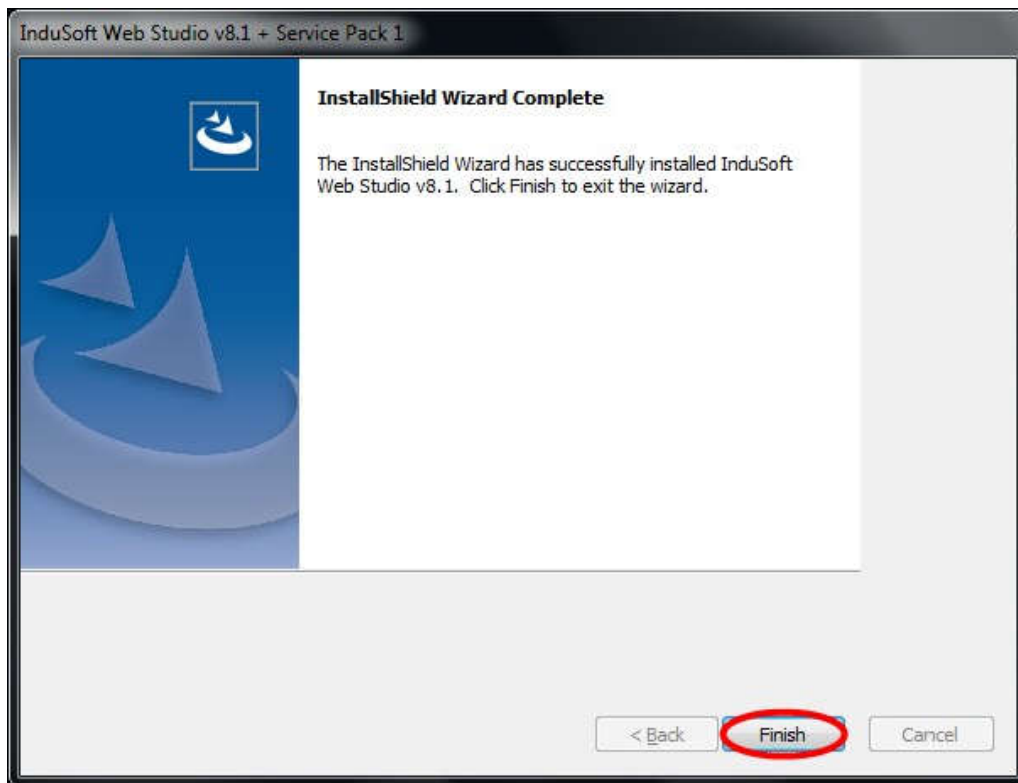 InduSoft Web Studio v8.1 + Service Pack 1
InstallShield Wizard Complete
The InstallShield Wizard has successfully installed InduSoft
Web Studio v8.1. Click Finish to exit the wizard.
< Back
Finish
Cancel